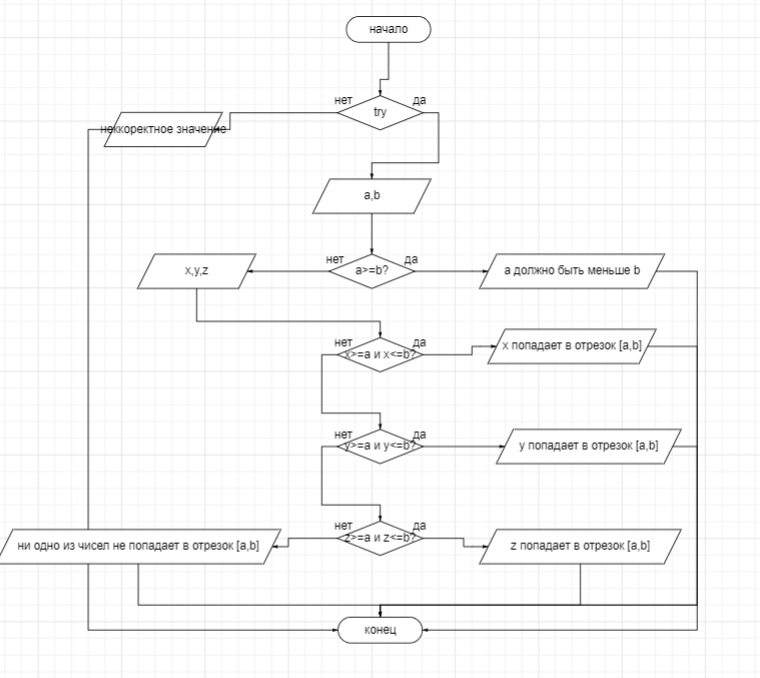 начало
нет
да
try
неккоректное значение
a,b
нет
да
x,y,z
a>=b?
a должно быть меньше b
нет
да
x>=a и x<=b?
x попадает в отрезок [a,b]
нет
да
y>=a и y<=b?
y попадает в отрезок [a,b]
нет
да
z>=a и z<=b?
ни одно из чисел не попадает в отрезок [a,b]
z попадает в отрезок [a,b]
конец